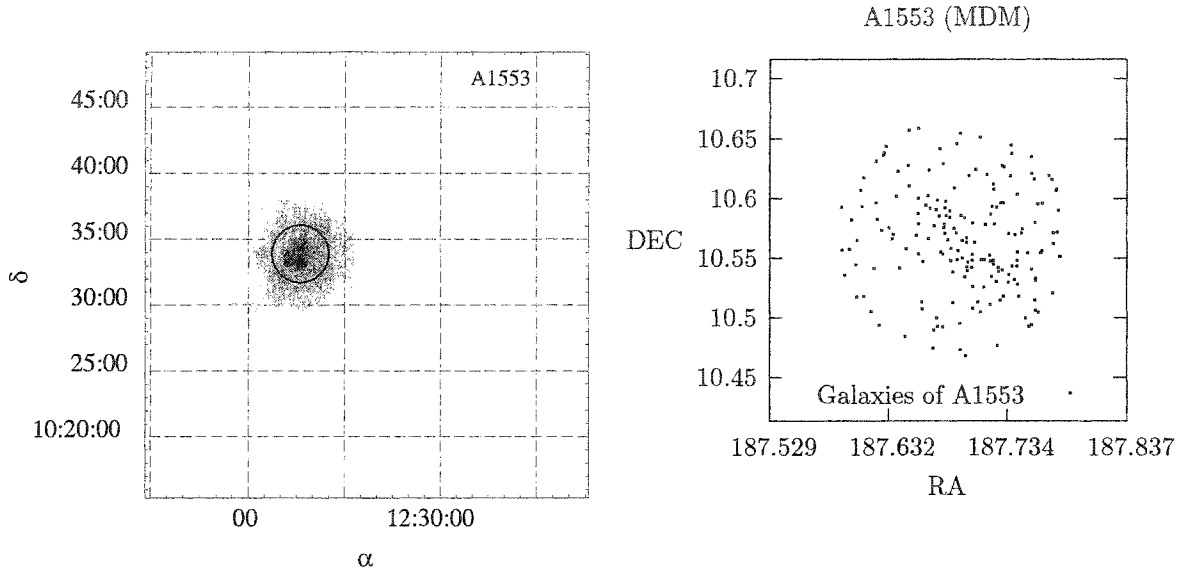 A1553
45:00
40:00
35:00
30:00
25:00
10:20:00
δ
00 12:30:00
α
A1553 (MDM)
10.7
10.65
10.6
10.55
10.5
10.45
DEC
Galaxies of A1553
187.529 187.632 187.734 187.837
RA